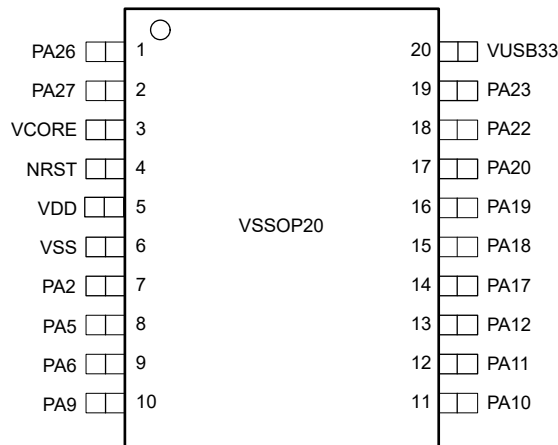 PA26 1 20 VUSB33
PA27 2 19 PA23
VCORE 3 18 PA22
NRST 4 17 PA20
VDD 5 16 PA19
VSSOP20
VSS 6 15 PA18
PA2 7 14 PA17
PA5 8 13 PA12
PA6 9 12 PA11
PA9 10 11 PA10